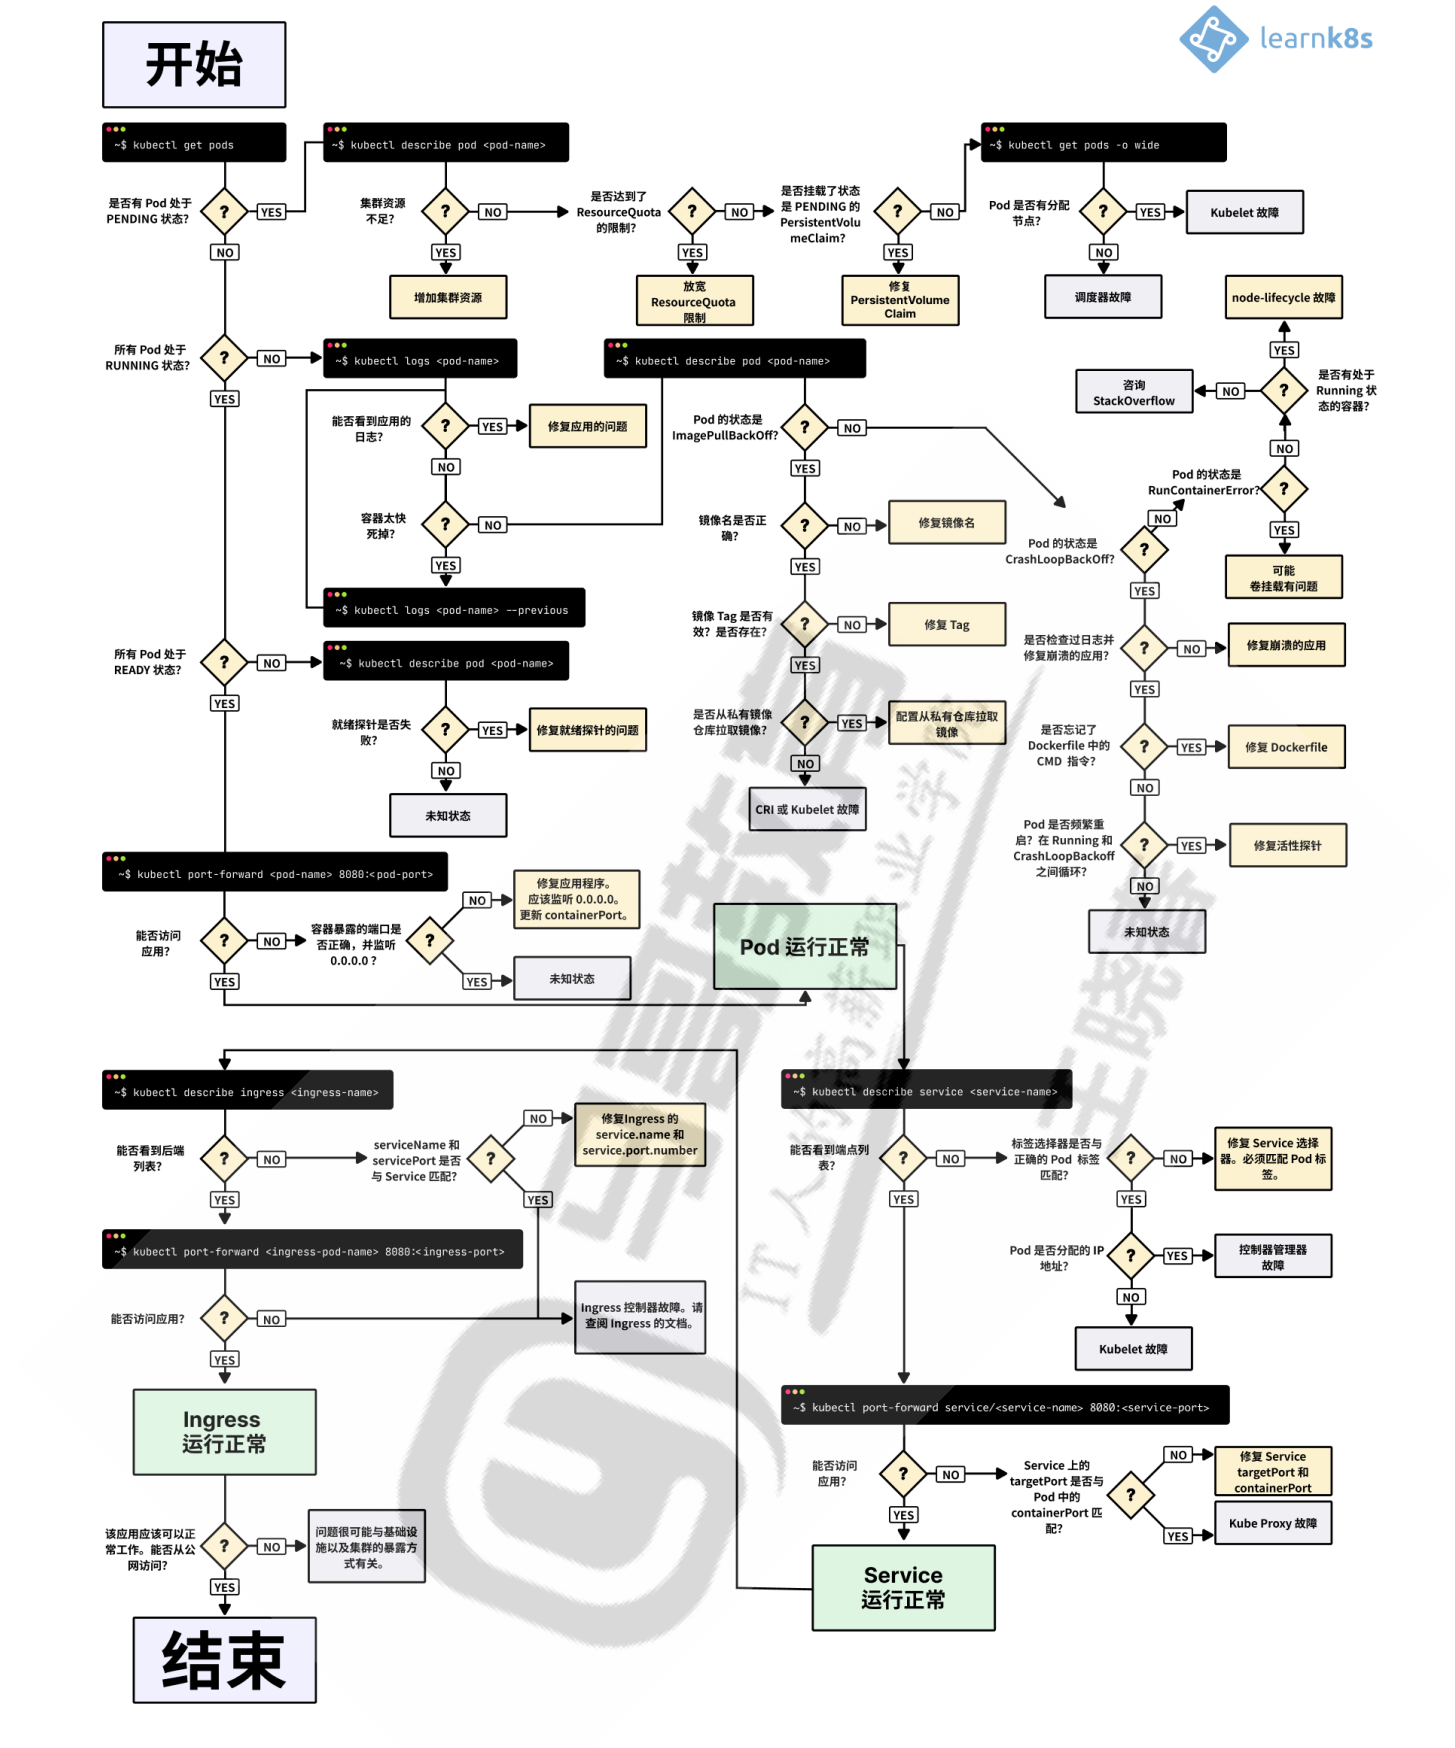 开始
learnk8s
~$ kubectl get pods
~$ kubectl describe pod <pod-name>
~$ kubectl get pods -o wide
是否有 Pod 处于
PENDING 状态?
?
YES
NO
集群资源
不足?
?
NO
YES
增加集群资源
是否达到了
ResourceQuota
的限制?
?
NO
YES
放宽
ResourceQuota
限制
是否挂载了状态
是 PENDING 的
PersistentVolu
meClaim?
?
NO
YES
修复
PersistentVolume
Claim
Pod 是否有分配
节点?
?
YES
Kubelet 故障
NO
调度器故障
node-lifecycle 故障
YES
是否有处于
Running 状
态的容器?
?
NO
咨询
StackOverflow
NO
Pod 的状态是
RunContainerError?
?
YES
可能
卷挂载有问题
所有 Pod 处于
RUNNING 状态?
?
NO
YES
~$ kubectl logs <pod-name>
能否看到应用的
日志?
?
YES
修复应用的问题
NO
容器太快
死掉?
?
NO
YES
~$ kubectl logs <pod-name> --previous
~$ kubectl describe pod <pod-name>
Pod 的状态是
ImagePullBackOff?
?
NO
YES
镜像名是否正
确?
?
NO
修复镜像名
YES
镜像 Tag 是否有
效? 是否存在?
?
NO
修复 Tag
YES
是否从私有镜像
仓库拉取镜像?
?
YES
配置从私有仓库拉取
镜像
NO
CRI 或 Kubelet 故障
Pod 的状态是
CrashLoopBackOff?
?
NO
YES
是否检查过日志并
修复崩溃的应用?
?
NO
修复崩溃的应用
YES
是否忘记了
Dockerfile 中的
CMD 指令?
?
YES
修复 Dockerfile
NO
Pod 是否频繁重
启? 在 Running 和
CrashLoopBackoff
之间循环?
?
YES
修复活性探针
NO
未知状态
所有 Pod 处于
READY 状态?
?
NO
YES
~$ kubectl describe pod <pod-name>
就绪探针是否失
败?
?
YES
修复就绪探针的问题
NO
未知状态
~$ kubectl port-forward <pod-name> 8080:<pod-port>
能否访问
应用?
?
NO
YES
容器暴露的端口是
否正确，并监听
0.0.0.0 ?
?
NO
修复应用程序。
应该监听 0.0.0.0。
更新 containerPort。
YES
未知状态
Pod 运行正常
~$ kubectl describe ingress <ingress-name>
能否看到后端
列表?
?
NO
YES
serviceName 和
servicePort 是否
与 Service 匹配?
?
NO
修复Ingress 的
service.name 和
service.port.number
YES
~$ kubectl port-forward <ingress-pod-name> 8080:<ingress-port>
能否访问应用?
?
NO
YES
Ingress 控制器故障。请
查阅 Ingress 的文档。
Ingress
运行正常
该应用应该可以正
常工作。能否从公
网访问?
?
NO
问题很可能与基础设
施以及集群的暴露方
式有关。
YES
结束
~$ kubectl describe service <service-name>
能否看到端点列
表?
?
NO
YES
标签选择器是否与
正确的 Pod 标签
匹配?
?
NO
修复 Service 选择
器。必须匹配 Pod 标
签。
YES
Pod 是否分配的 IP
地址?
?
YES
控制器管理器
故障
NO
Kubelet 故障
~$ kubectl port-forward service/<service-name> 8080:<service-port>
能否访问
应用?
?
NO
YES
Service 上的
targetPort 是否与
Pod 中的
containerPort 匹
配?
?
NO
修复 Service
targetPort 和
containerPort
YES
Kube Proxy 故障
Service
运行正常
马哥教育
IT人的高薪职业学院
王晓春